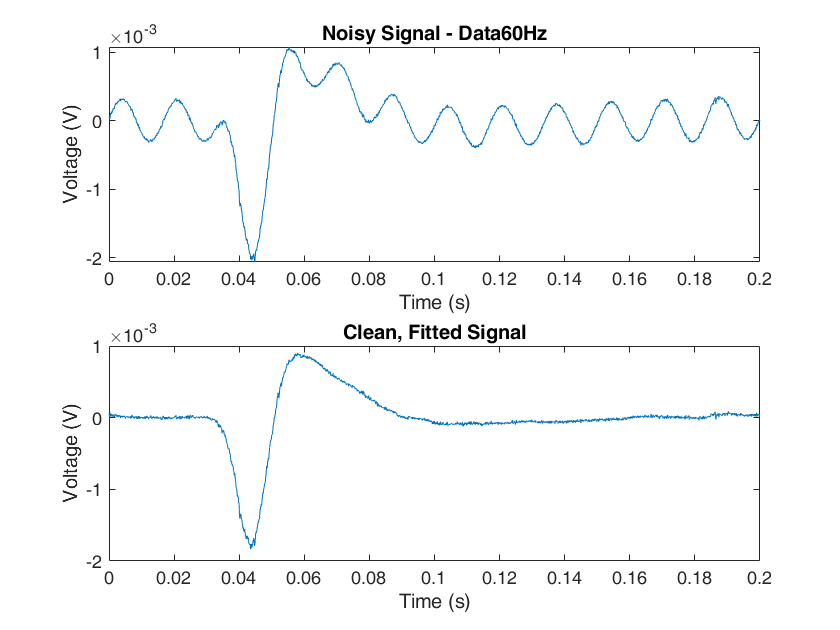 ×10-3
Noisy Signal - Data60Hz
1
0
-1
-2
Voltage (V)
0 0.02 0.04 0.06 0.08 0.1 0.12 0.14 0.16 0.18 0.2
Time (s)
×10-3
Clean, Fitted Signal
1
0
-1
-2
Voltage (V)
0 0.02 0.04 0.06 0.08 0.1 0.12 0.14 0.16 0.18 0.2
Time (s)